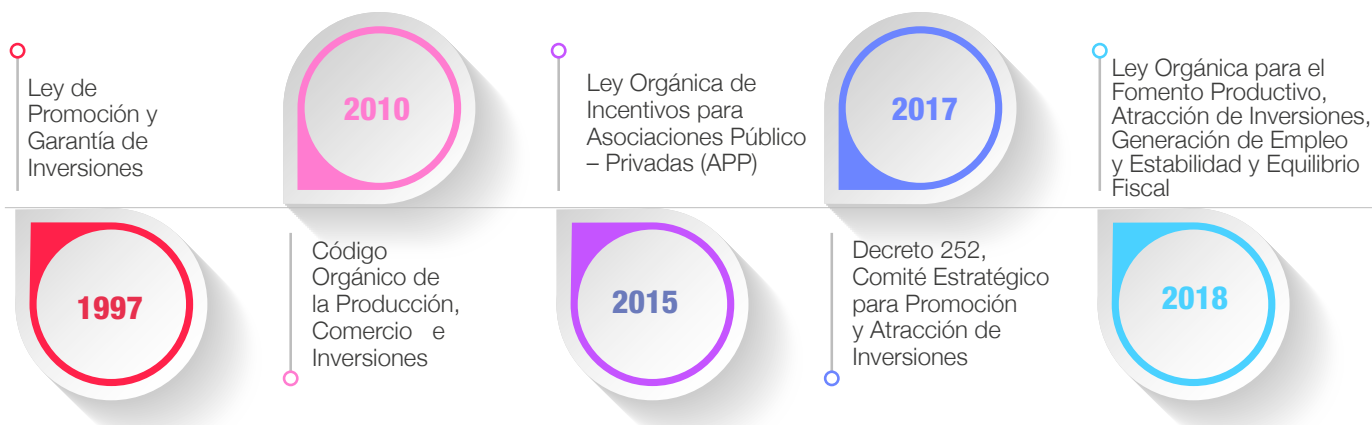 1997
Ley de
Promoción y
Garantía de
Inversiones
2010
Código
Orgánico de
la Producción,
Comercio e
Inversiones
2015
Ley Orgánica de
Incentivos para
Asociaciones Público
– Privadas (APP)
2017
Decreto 252,
Comité Estratégico
para Promoción
y Atracción de
Inversiones
2018
Ley Orgánica para el
Fomento Productivo,
Atracción de Inversiones,
Generación de Empleo
y Estabilidad y Equilibrio
Fiscal